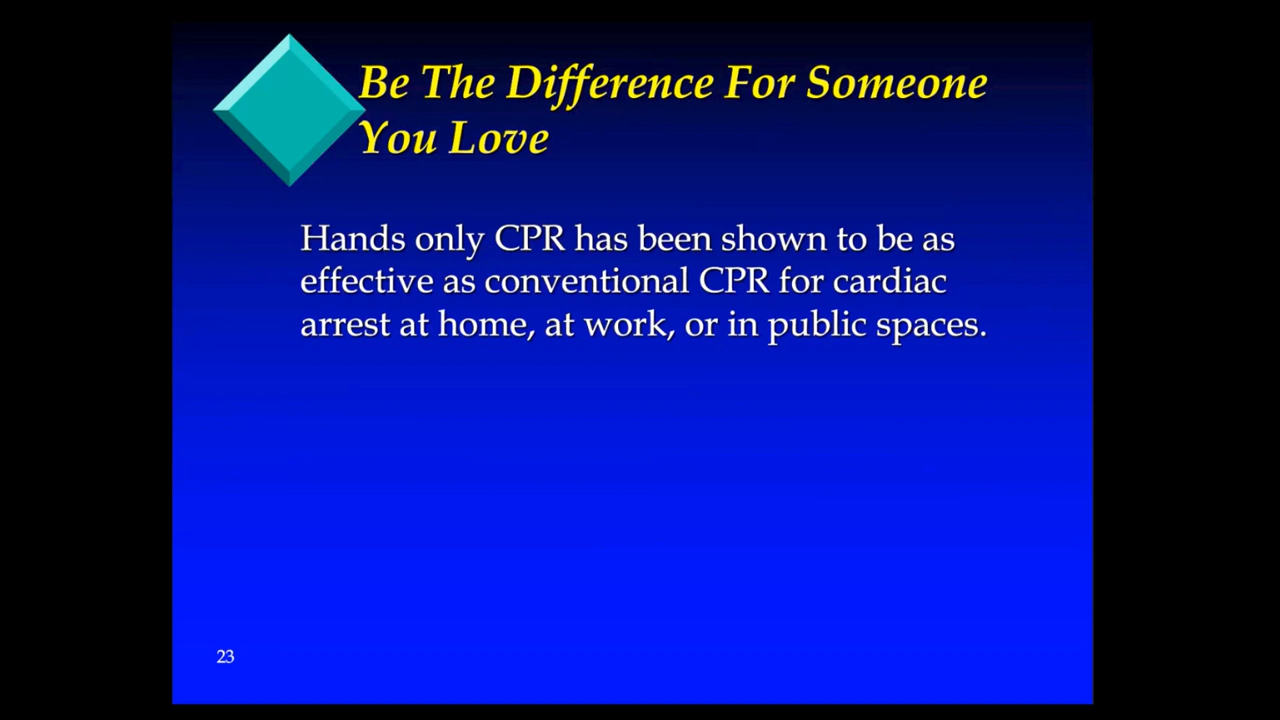 Be The Difference For Someone
You Love
Hands only CPR has been shown to be as
effective as conventional CPR for cardiac
arrest at home, at work, or in public spaces.
23